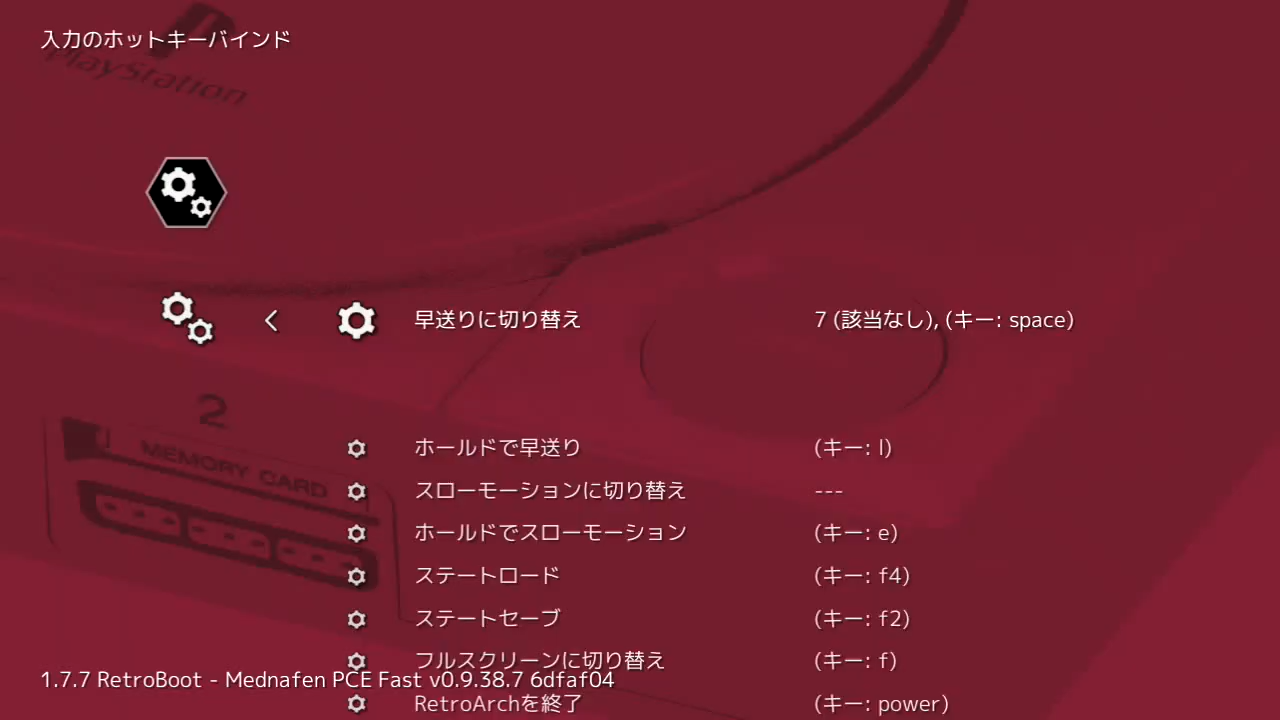 入力のホットキーバインド
PlayStation
早送りに切り替え 7 (該当なし), (キー: space)
2
MEMORY CARD
ホールドで早送り (キー: l)
スローモーションに切り替え ---
ホールドでスローモーション (キー: e)
ステートロード (キー: f4)
ステートセーブ (キー: f2)
フルスクリーンに切り替え (キー: f)
1.7.7 RetroBoot - Mednafen PCE Fast v0.9.38.7 6dfaf04
RetroArchを終了 (キー: power)